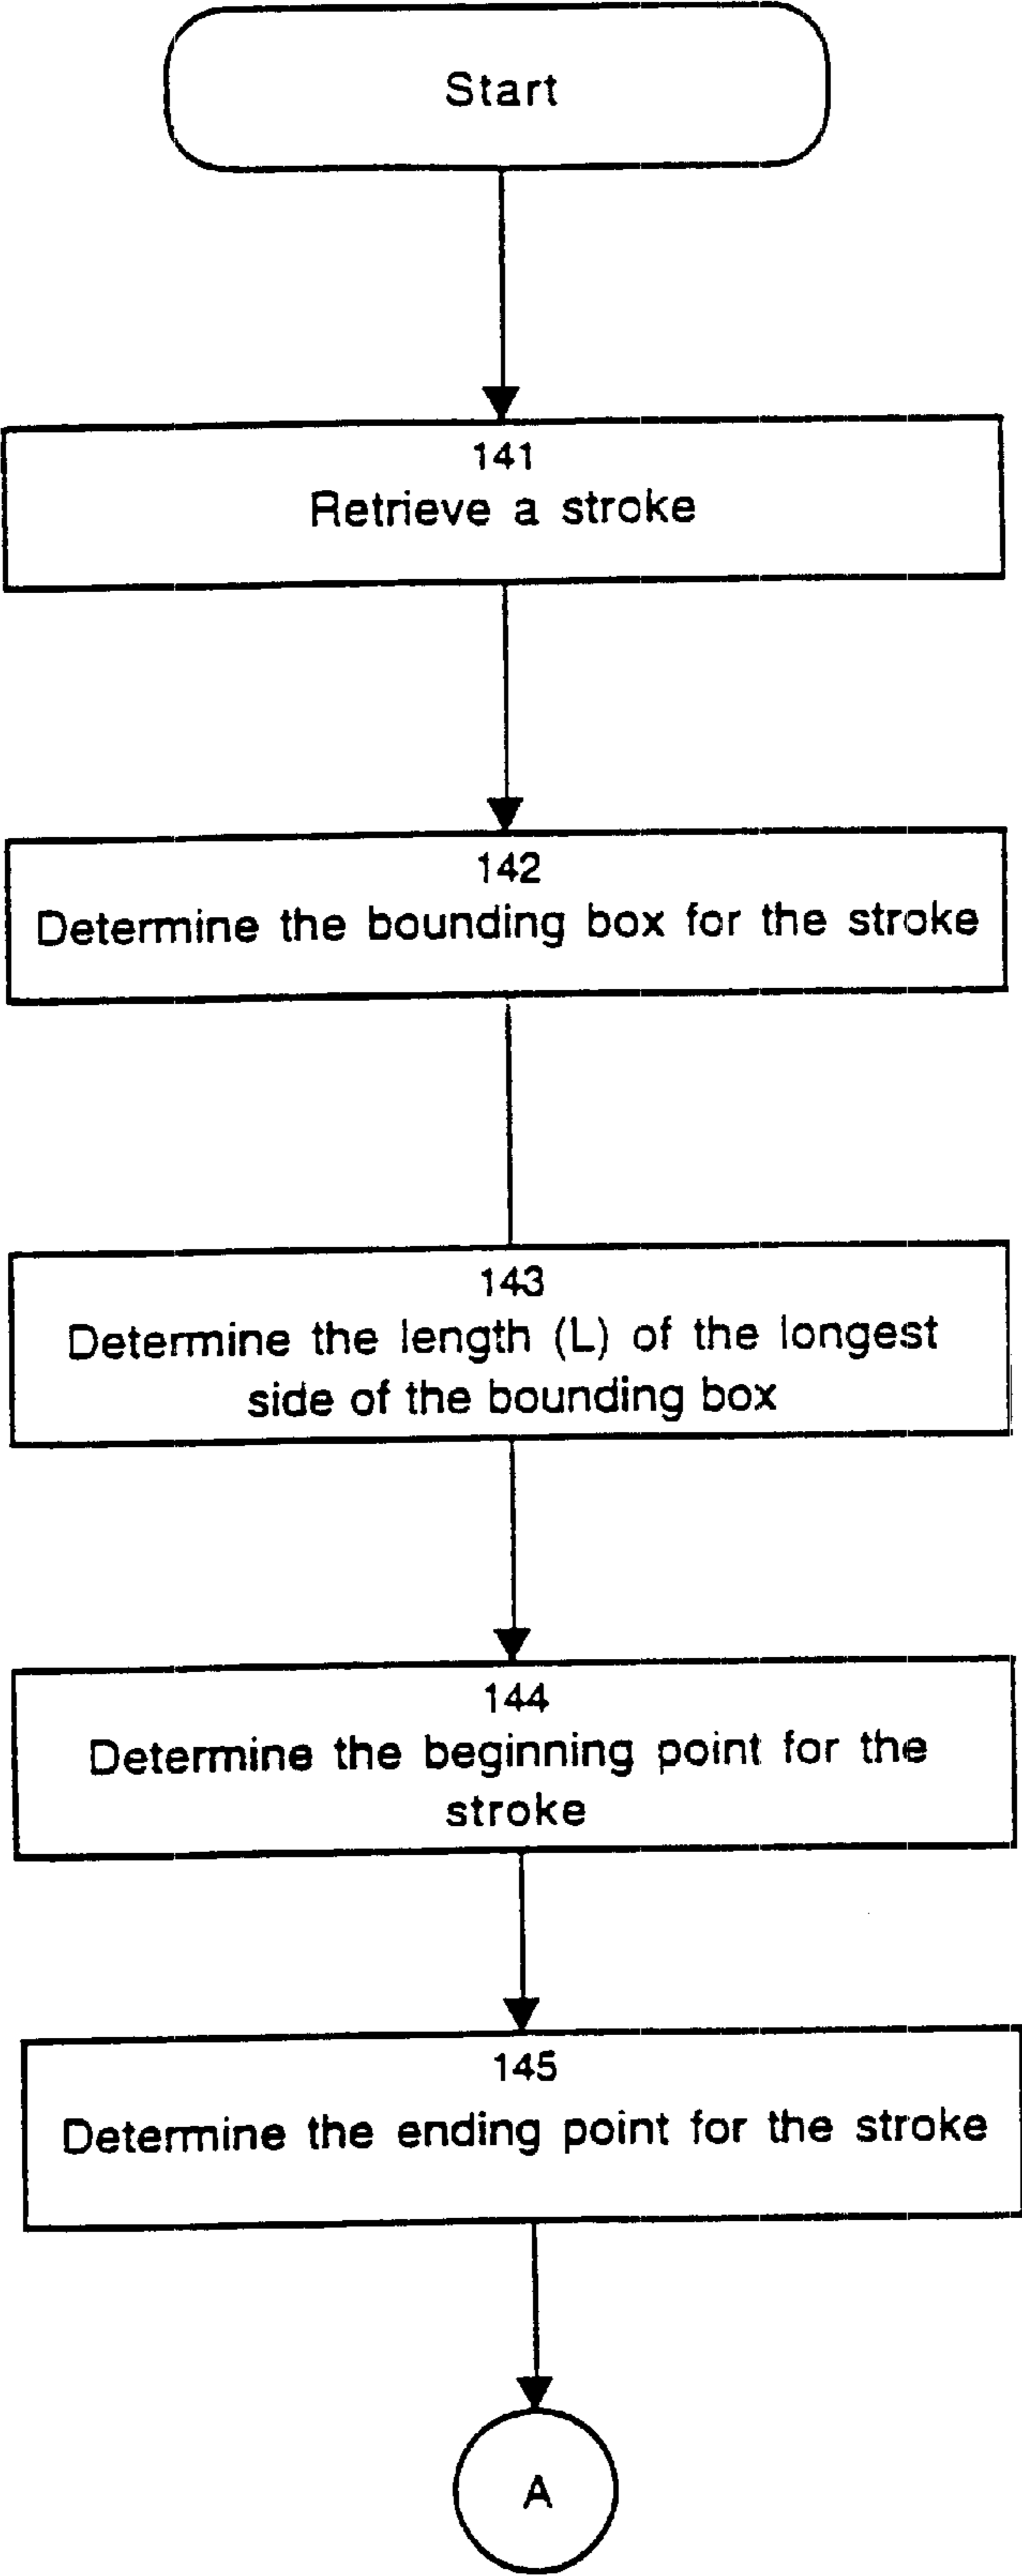 Start
141
Retrieve a stroke
142
Determine the bounding box for the stroke
143
Determine the length (L) of the longest
side of the bounding box
144
Determine the beginning point for the
stroke
145
Determine the ending point for the stroke
A